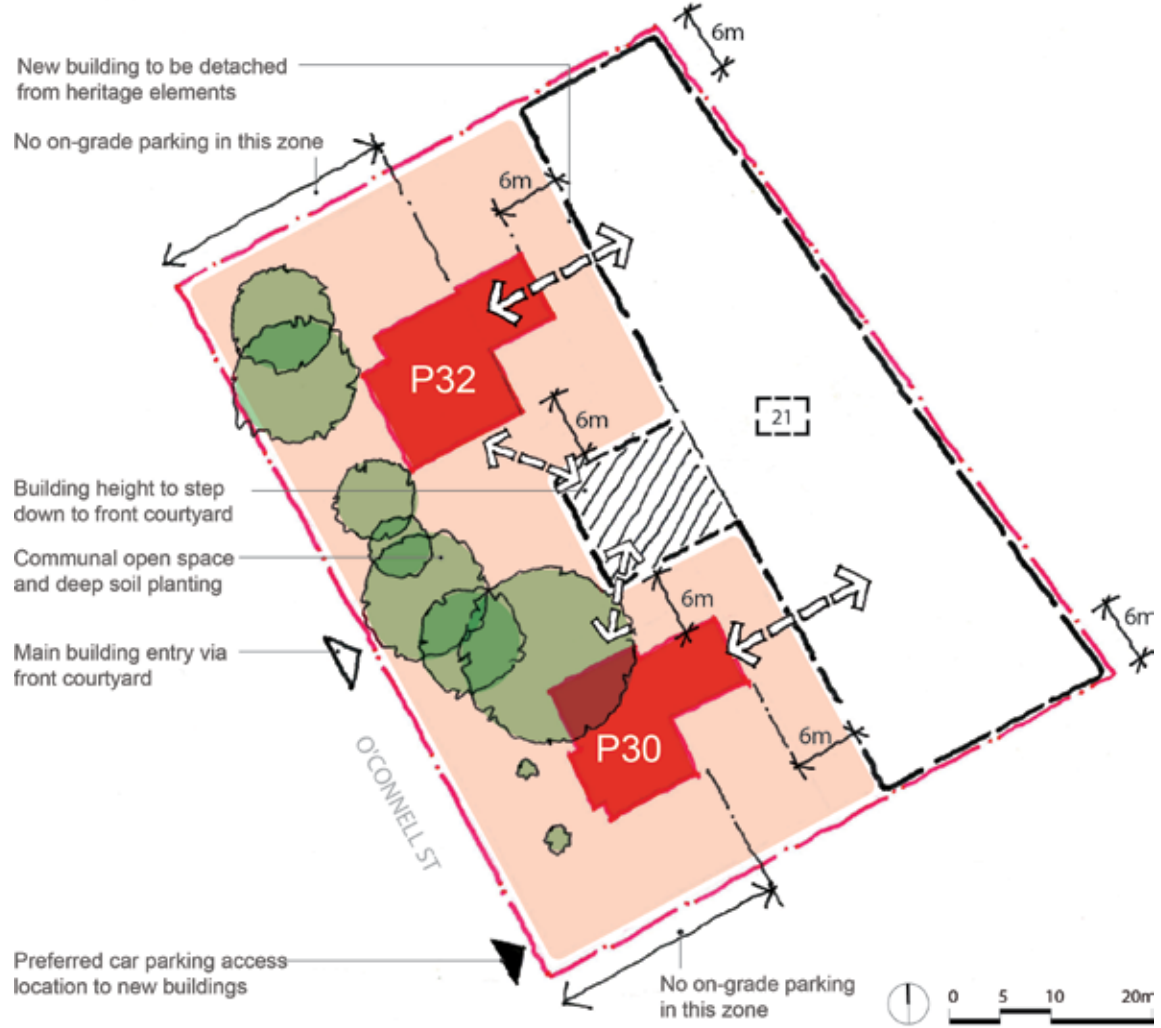 6m
New building to be detached
from heritage elements
No on-grade parking in this zone
6m
P32
6m
21
Building height to step
down to front courtyard
Communal open space
and deep soil planting
6m
6m
Main building entry via
front courtyard
P30
6m
O'CONNELL ST
Preferred car parking access
location to new buildings
No on-grade parking
in this zone
0 5 10 20m